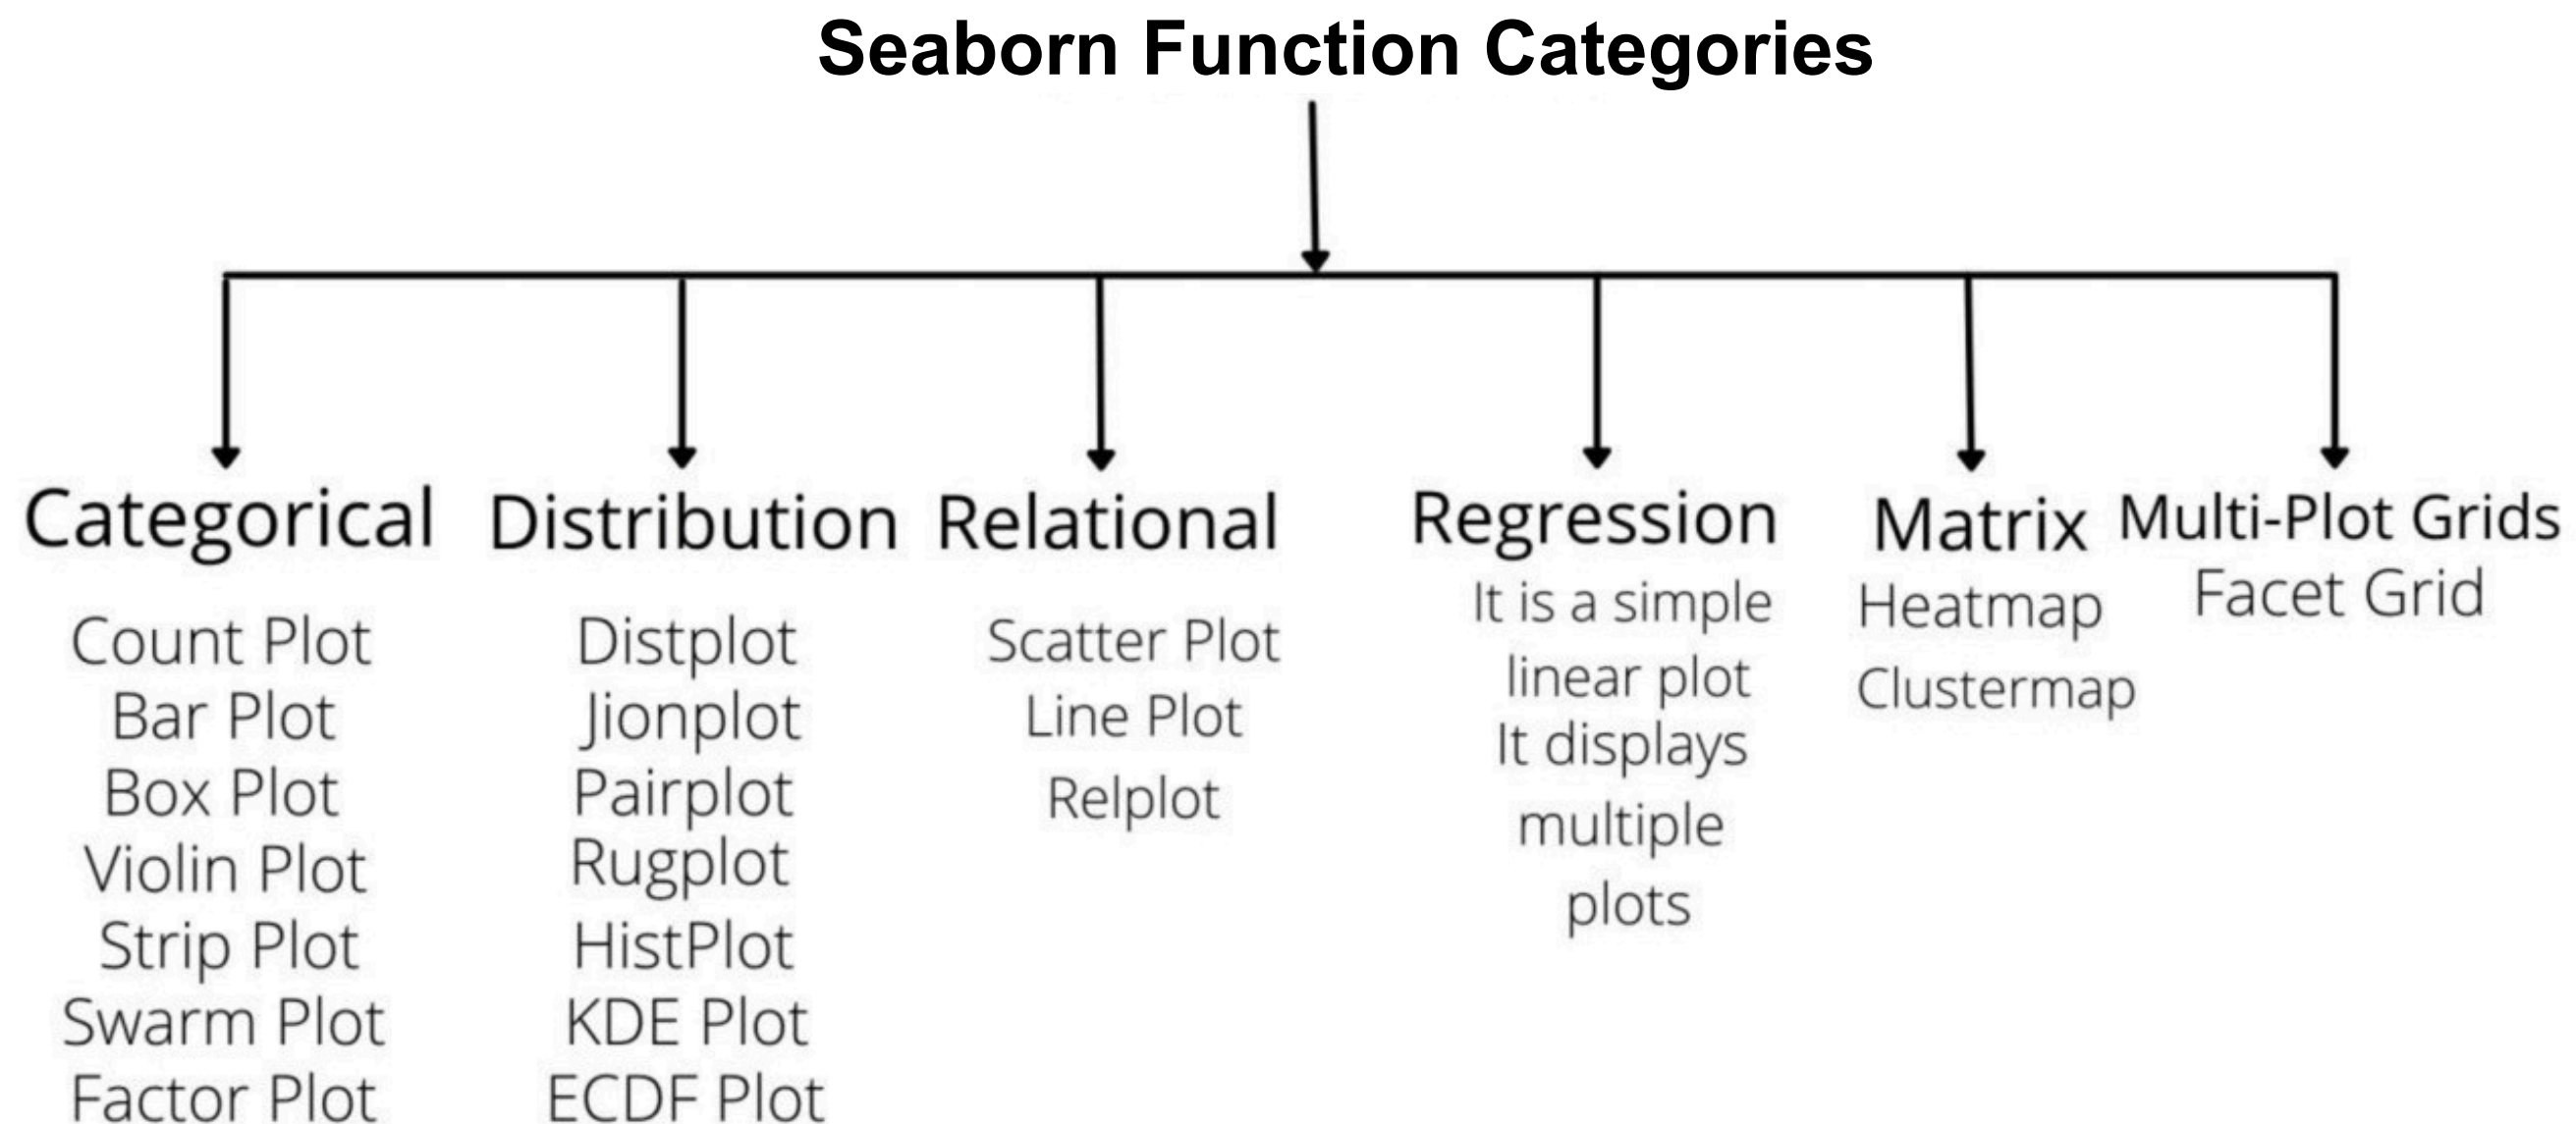 Seaborn Function Categories
Categorical
Count Plot
Bar Plot
Box Plot
Violin Plot
Strip Plot
Swarm Plot
Factor Plot
Distribution
Distplot
Jionplot
Pairplot
Rugplot
HistPlot
KDE Plot
ECDF Plot
Relational
Scatter Plot
Line Plot
Relplot
Regression
It is a simple
linear plot
It displays
multiple
plots
Matrix
Heatmap
Clustermap
Multi-Plot Grids
Facet Grid